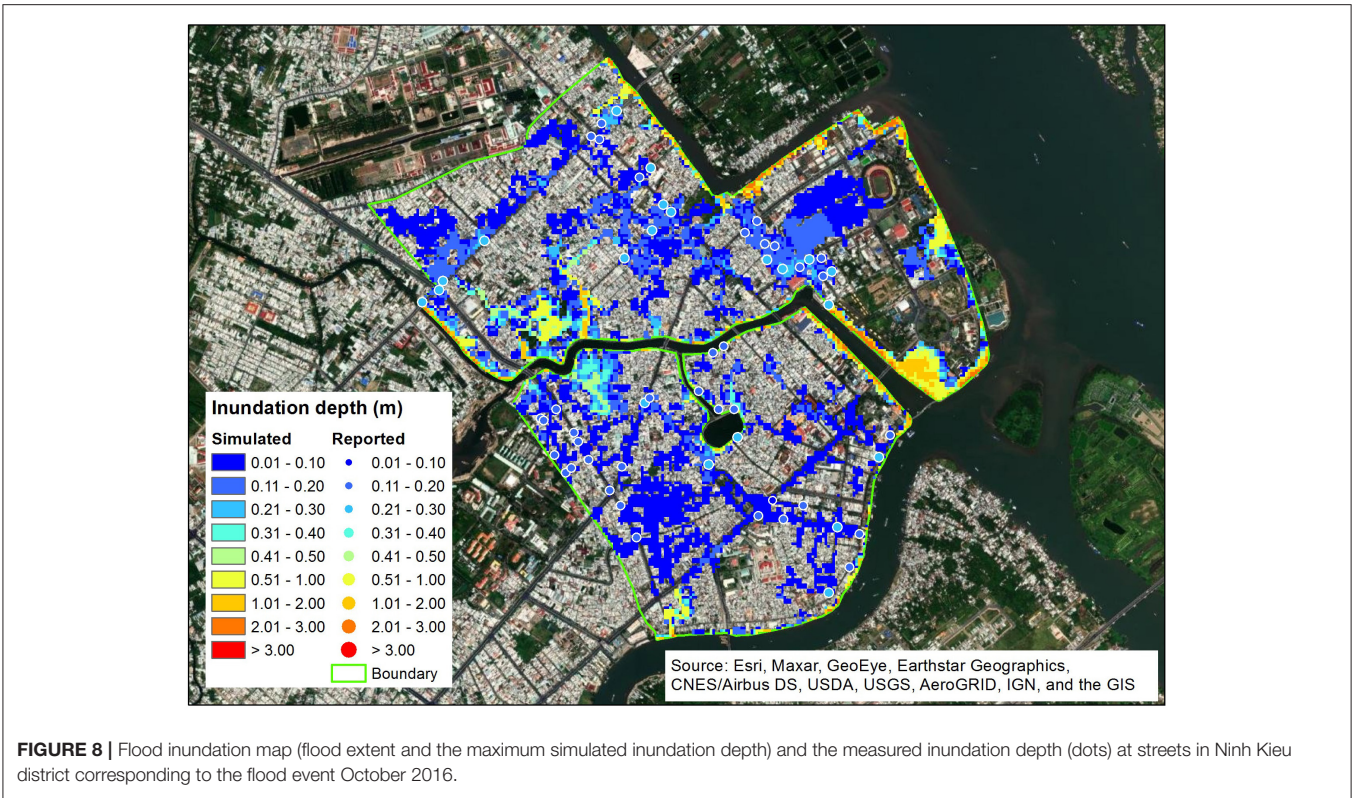 Inundation depth (m)
Simulated Reported
0.01 - 0.10 0.01 - 0.10
0.11 - 0.20 0.11 - 0.20
0.21 - 0.30 0.21 - 0.30
0.31 - 0.40 0.31 - 0.40
0.41 - 0.50 0.41 - 0.50
0.51 - 1.00 0.51 - 1.00
1.01 - 2.00 1.01 - 2.00
2.01 - 3.00 2.01 - 3.00
> 3.00 > 3.00
Boundary
Source: Esri, Maxar, GeoEye, Earthstar Geographics,
CNES/Airbus DS, USDA, USGS, AeroGRID, IGN, and the GIS
FIGURE 8 | Flood inundation map (flood extent and the maximum simulated inundation depth) and the measured inundation depth (dots) at streets in Ninh Kieu
district corresponding to the flood event October 2016.